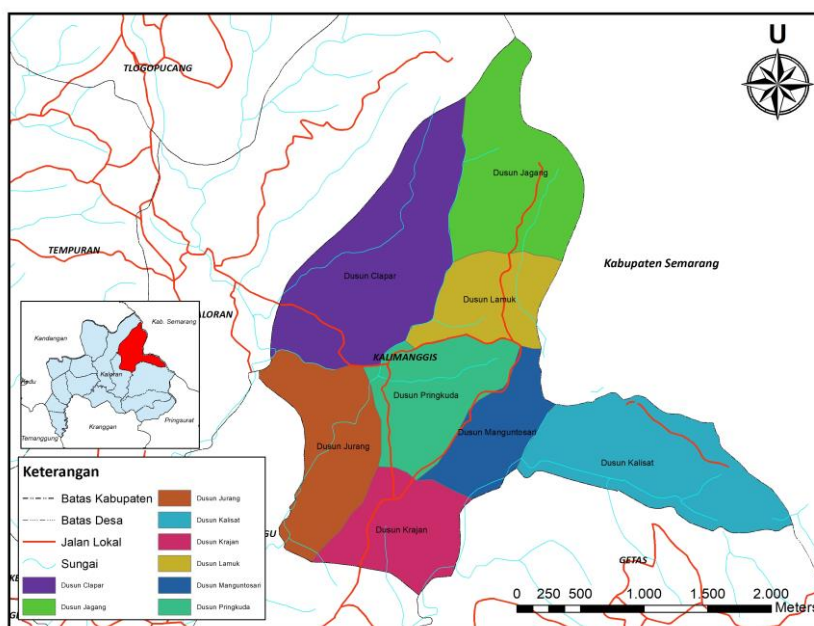 U
TLOGOPUCANG
Dusun Jagang
TEMPURAN
Kabupaten Semarang
Dusun Clapar
Dusun Lamuk
ALORAN
KALIMANGGIS
Dusun Pringkuda
Dusun Manguntosari
Dusun Jurang
Dusun Kalisat
Dusun Krajan
GU
GETAS
Kab. Semarang
Kandangan
Kaloran
Kranggan
Pringsurat
Temanggung
Keterangan
Batas Kabupaten
Batas Desa
Jalan Lokal
Sungai
Dusun Clapar
Dusun Jagang
Dusun Jurang
Dusun Kalisat
Dusun Krajan
Dusun Lamuk
Dusun Manguntosari
Dusun Pringkuda
0 250 500 1.000 1.500 2.000
Meters